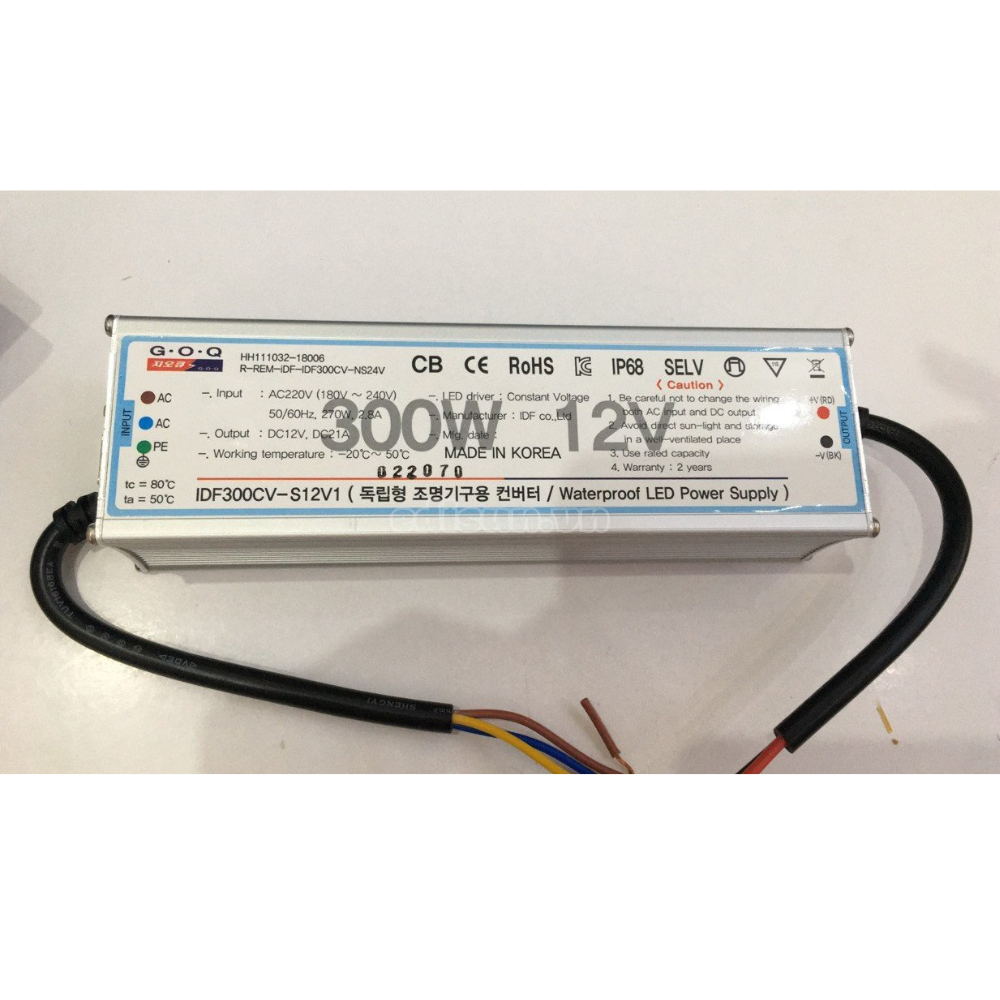 G·O·Q
지오큐 G·O·Q
HH111032-18006
R-REM-iDF-IDF300CV-NS24V
CB CE RoHS IP68 SELV
110
INPUT
AC
AC
PE
tc = 80℃
ta = 50℃
-. Input : AC220V (180V ~ 240V)
50/60Hz, 270W, 2.8A
-. Output : DC12V, DC21A
-. Working temperature : -20℃~ 50℃
-. LED driver : Constant Voltage
-. Manufacturer : IDF co.,Ltd
-. Mfg. date :
MADE IN KOREA
022070
300W 12V
〈 Caution 〉
1. Be careful not to change the wiring
both AC input and DC output
2. Avoid direct sun-light and storage
in a well-ventilated place
3. Use rated capacity
4. Warranty : 2 years
+V (RD)
OUTPUT
-V (BK)
IDF300CV-S12V1 ( 독립형 조명기구용 컨버터 / Waterproof LED Power Supply )
edisun.vn
SHENGYI